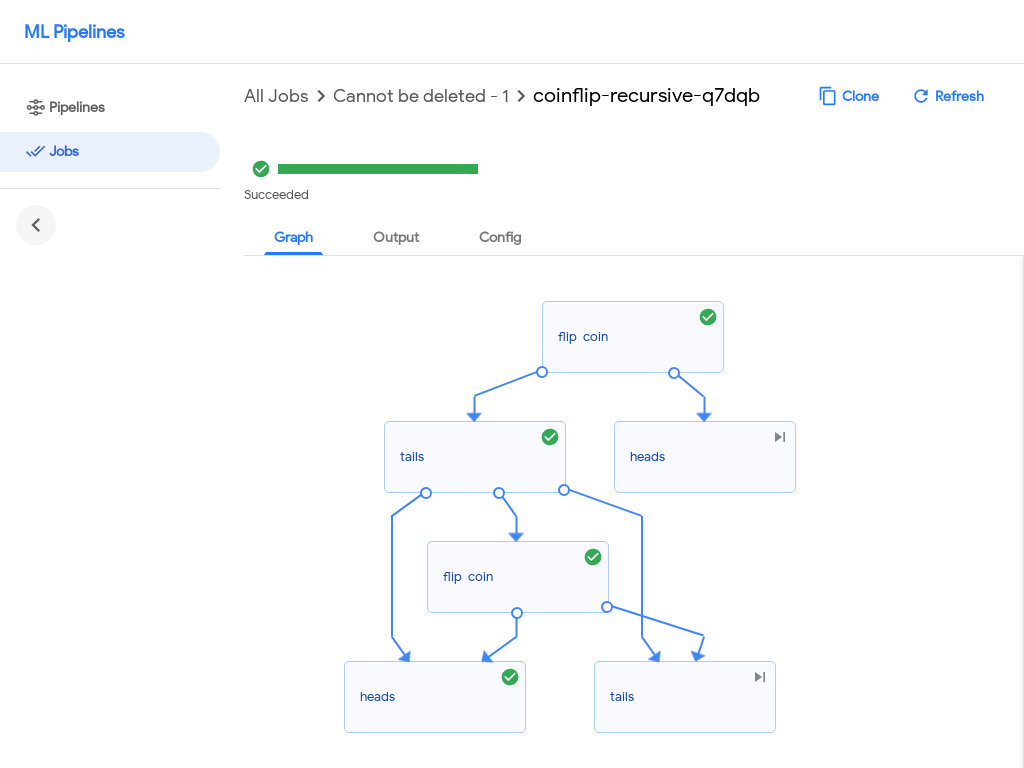 ML Pipelines
Pipelines
Jobs
All Jobs > Cannot be deleted - 1 > coinflip-recursive-q7dqb
Clone
Refresh
Succeeded
Graph
Output
Config
flip coin
tails
heads
flip coin
heads
tails